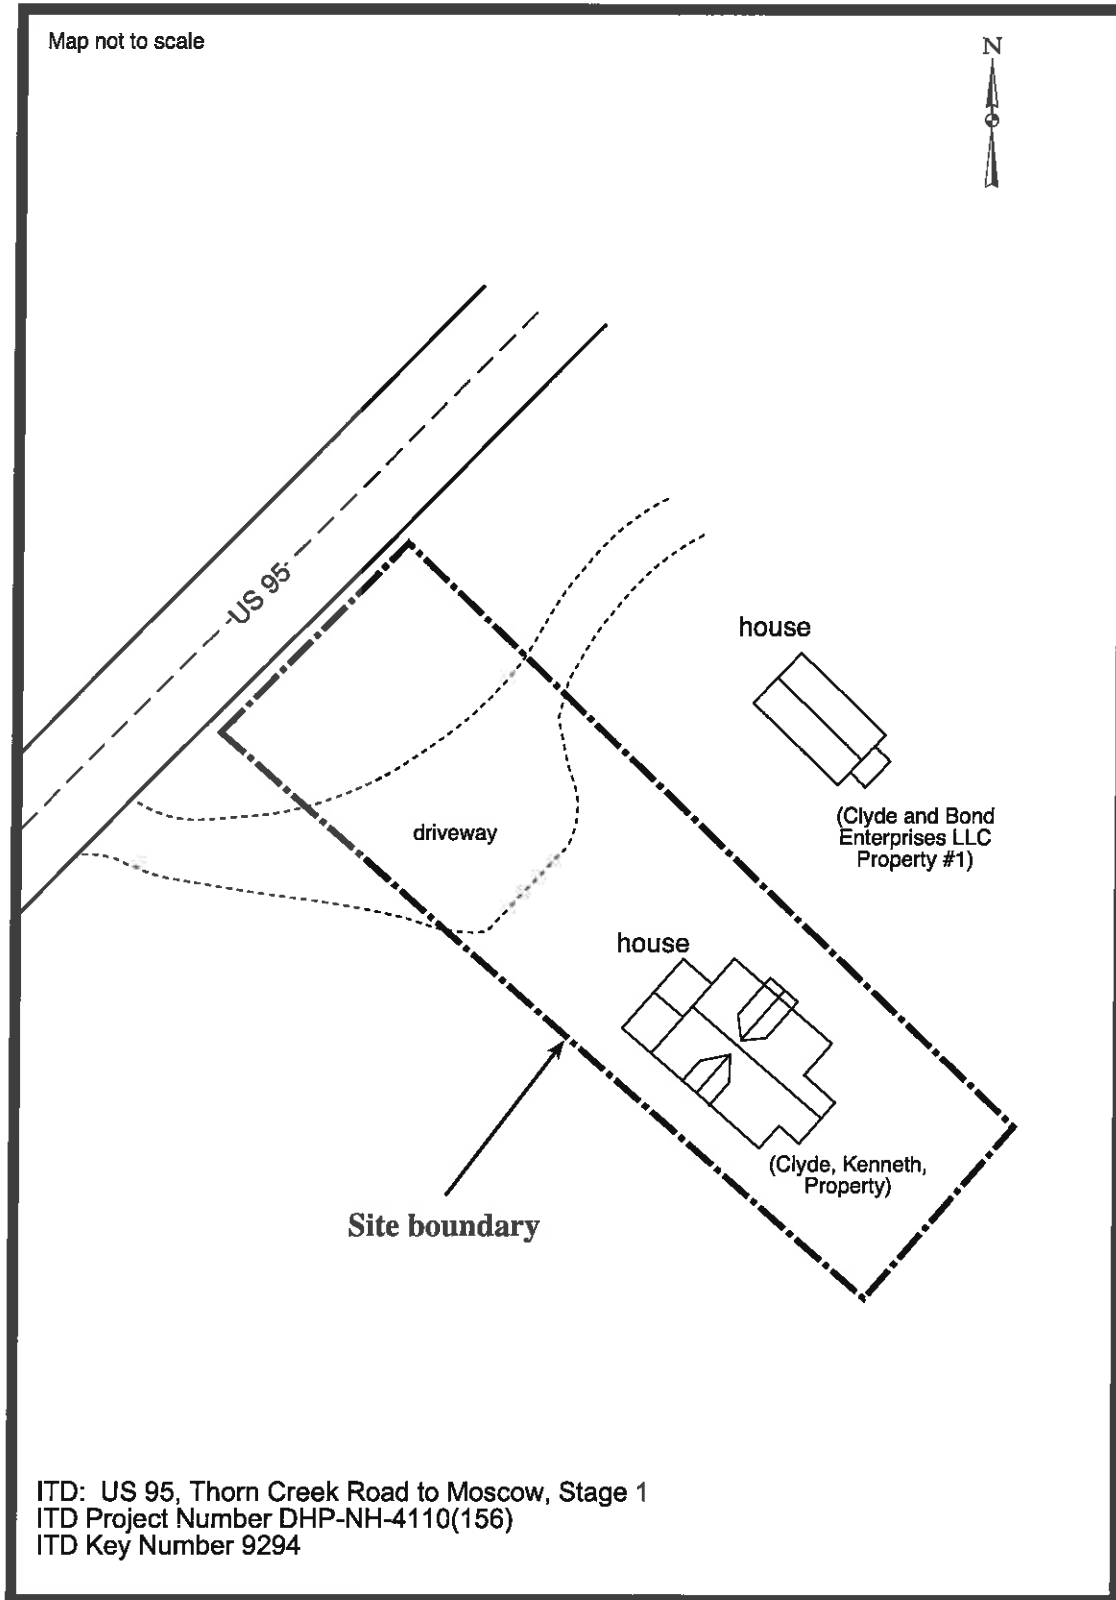 Map not to scale
N
US 95
house
(Clyde and Bond
Enterprises LLC
Property #1)
driveway
house
(Clyde, Kenneth,
Property)
Site boundary
ITD: US 95, Thorn Creek Road to Moscow, Stage 1
ITD Project Number DHP-NH-4110(156)
ITD Key Number 9294